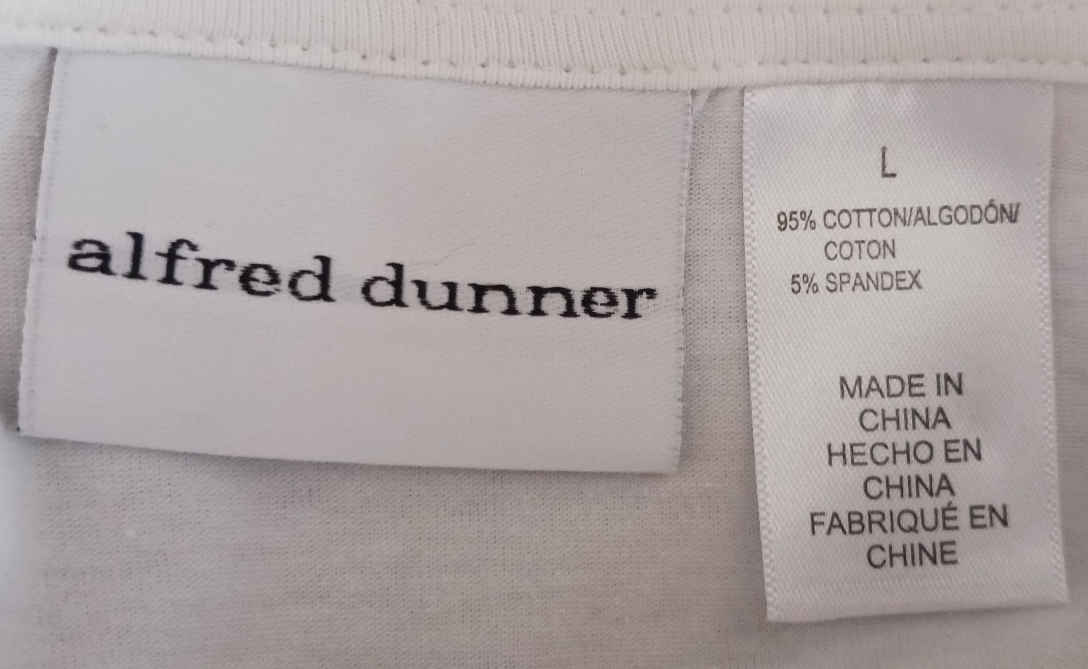 alfred dunner
L
95% COTTON/ALGODÓN/
COTON
5% SPANDEX
MADE IN
CHINA
HECHO EN
CHINA
FABRIQUÉ EN
CHINE